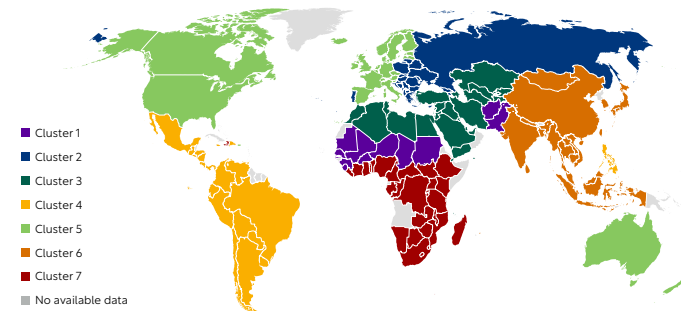 Cluster 1
Cluster 2
Cluster 3
Cluster 4
Cluster 5
Cluster 6
Cluster 7
No available data